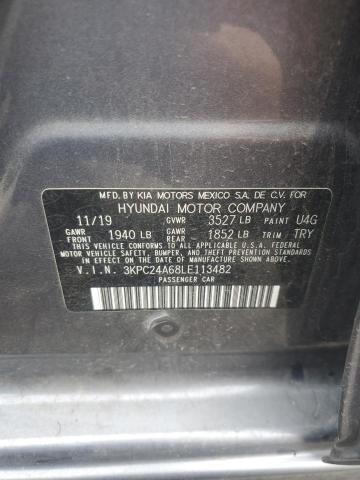 MFD.BY KIA MOTORS MEXICO S.A. DE C.V. FOR
HYUNDAI MOTOR COMPANY
11/19 GVWR 3527 LB PAINT U4G
GAWR FRONT 1940 LB GAWR REAR 1852 LB TRIM TRY
THIS VEHICLE CONFORMS TO ALL APPLICABLE U.S.A. FEDERAL
MOTOR VEHICLE SAFETY, BUMPER, AND THEFT PREVENTION
STANDARDS IN EFFECT ON THE DATE OF MANUFACTURE SHOWN ABOVE.
V.I.N. 3KPC24A68LE113482
PASSENGER CAR